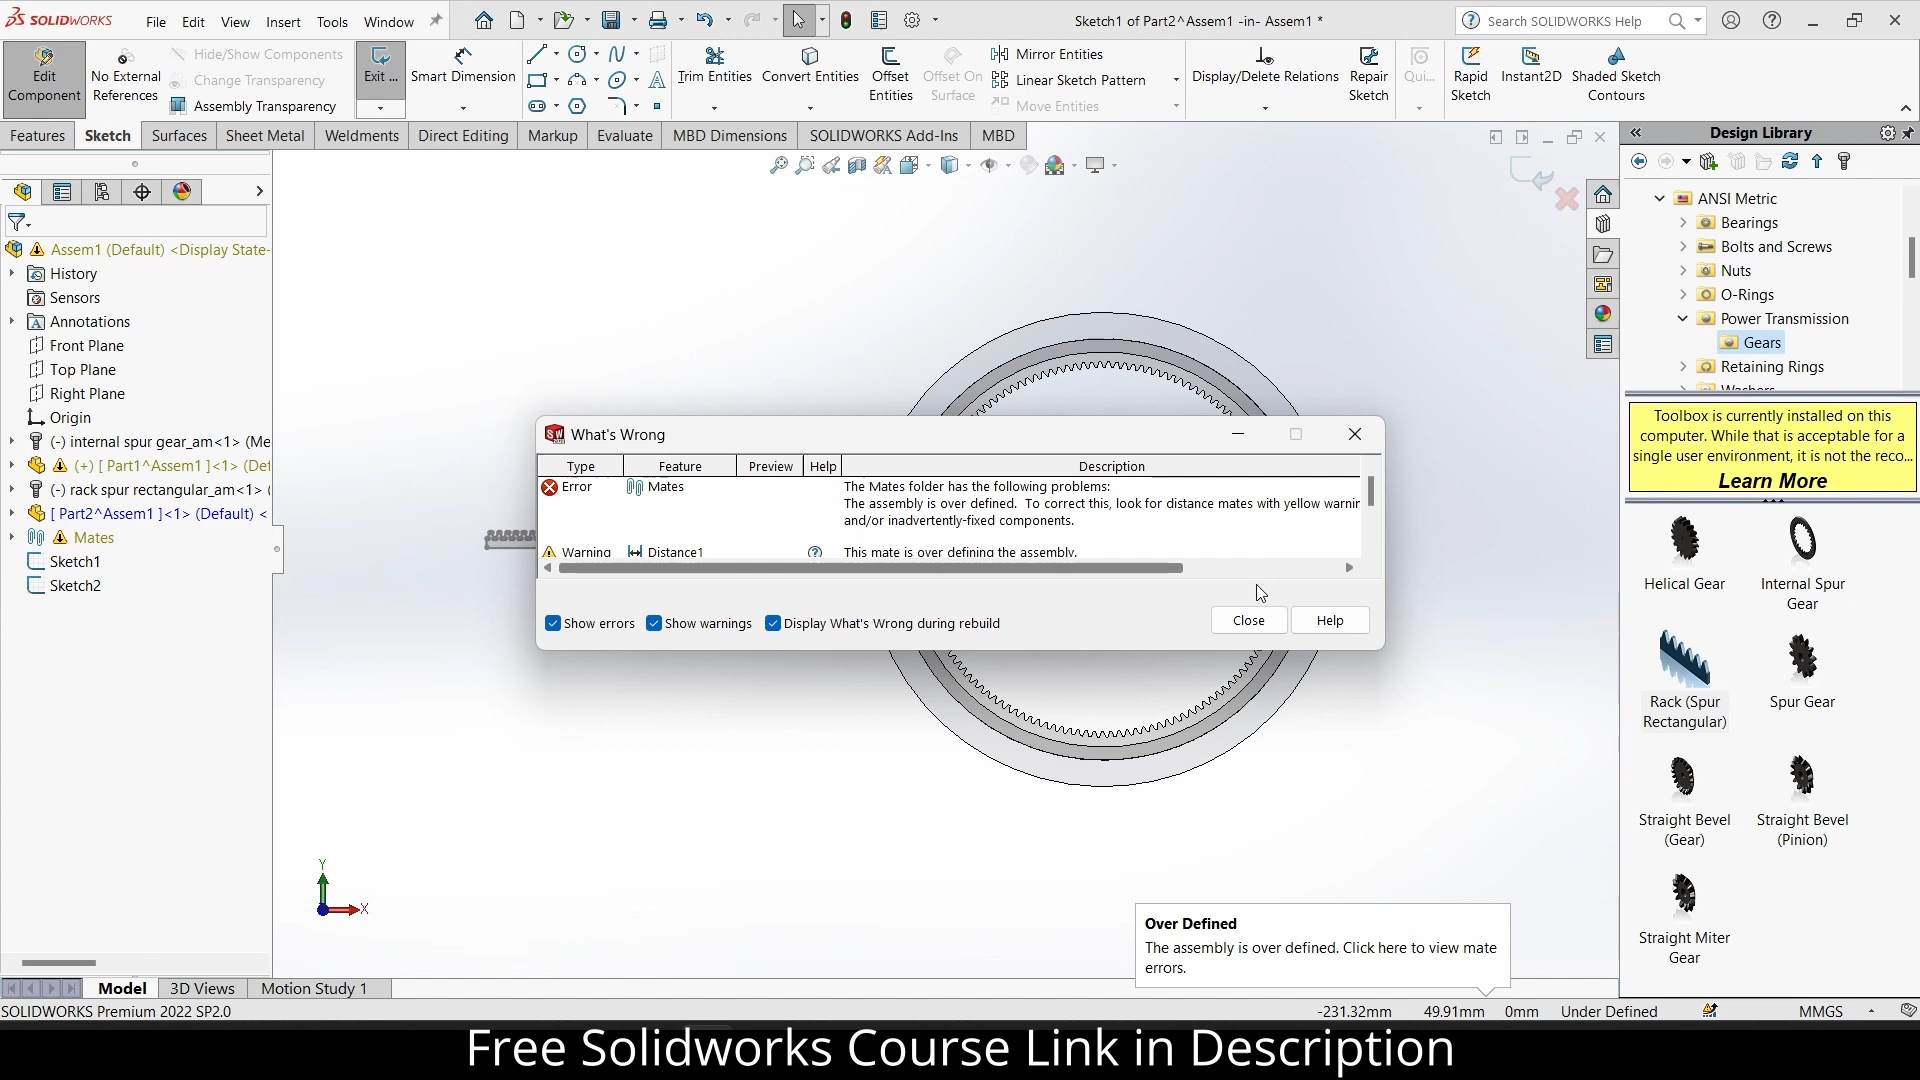 SOLIDWORKS
File Edit View Insert Tools Window
Sketch1 of Part2^Assem1 -in- Assem1 *
Search SOLIDWORKS Help
Edit Component
No External References
Hide/Show Components
Change Transparency
Assembly Transparency
Exit ...
Smart Dimension
Trim Entities
Convert Entities
Offset Entities
Offset On Surface
Mirror Entities
Linear Sketch Pattern
Move Entities
Display/Delete Relations
Repair Sketch
Qui...
Rapid Sketch
Instant2D
Shaded Sketch Contours
Features Sketch Surfaces Sheet Metal Weldments Direct Editing Markup Evaluate MBD Dimensions SOLIDWORKS Add-Ins MBD
Assem1 (Default) <Display State-
History
Sensors
Annotations
Front Plane
Top Plane
Right Plane
Origin
(-) internal spur gear_am<1> (Me
(+) [ Part1^Assem1 ]<1> (Def
(-) rack spur rectangular_am<1> (
[ Part2^Assem1 ]<1> (Default) <
Mates
Sketch1
Sketch2
What's Wrong
Type Feature Preview Help Description
Error Mates The Mates folder has the following problems:
The assembly is over defined. To correct this, look for distance mates with yellow warnir
and/or inadvertently-fixed components.
Warning Distance1 This mate is over defining the assembly.
Show errors Show warnings Display What's Wrong during rebuild
Close Help
Over Defined
The assembly is over defined. Click here to view mate
errors.
Y
X
Design Library
ANSI Metric
Bearings
Bolts and Screws
Nuts
O-Rings
Power Transmission
Gears
Retaining Rings
Washers
Toolbox is currently installed on this
computer. While that is acceptable for a
single user environment, it is not the reco...
Learn More
Helical Gear
Internal Spur Gear
Rack (Spur Rectangular)
Spur Gear
Straight Bevel (Gear)
Straight Bevel (Pinion)
Straight Miter Gear
Model 3D Views Motion Study 1
SOLIDWORKS Premium 2022 SP2.0
-231.32mm 49.91mm 0mm Under Defined MMGS
Free Solidworks Course Link in Description